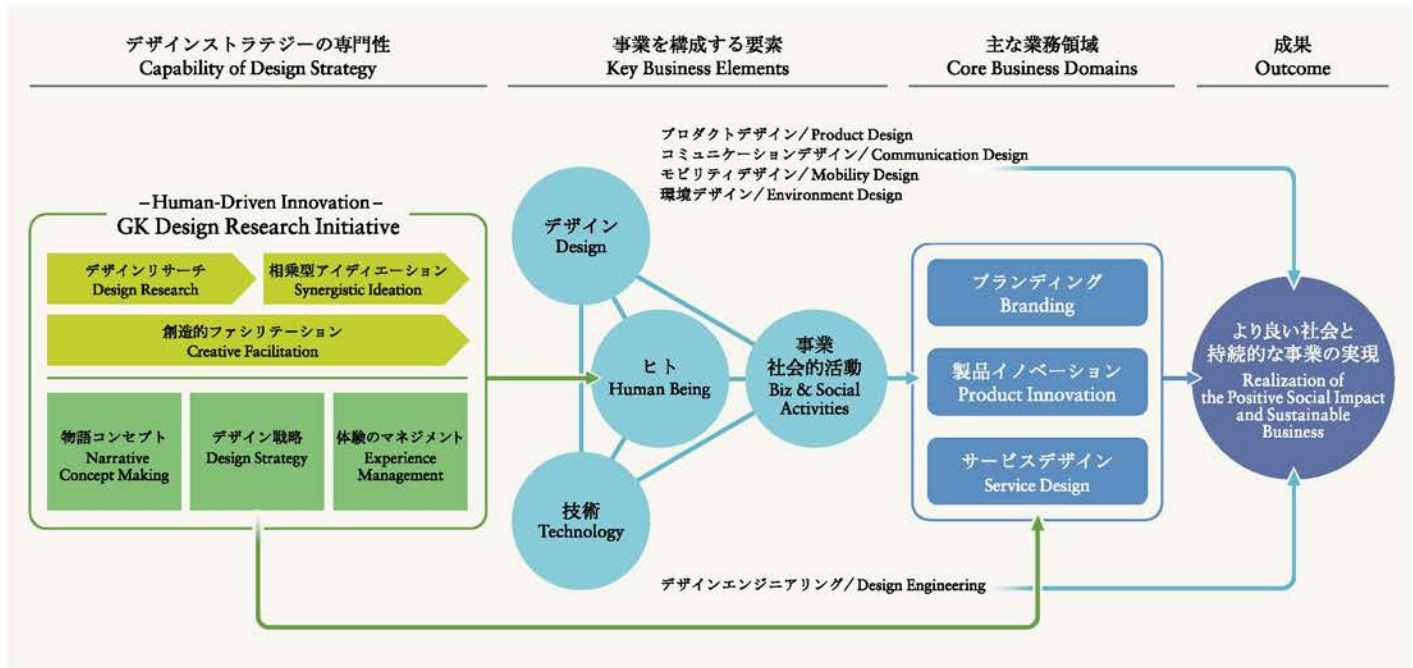 デザインストラテジーの専門性
Capability of Design Strategy
事業を構成する要素
Key Business Elements
主な業務領域
Core Business Domains
成果
Outcome
–Human-Driven Innovation–
GK Design Research Initiative
デザインリサーチ
Design Research
相乗型アイディエーション
Synergistic Ideation
創造的ファシリテーション
Creative Facilitation
物語コンセプト
Narrative
Concept Making
デザイン戦略
Design Strategy
体験のマネジメント
Experience
Management
プロダクトデザイン/Product Design
コミュニケーションデザイン/Communication Design
モビリティデザイン/Mobility Design
環境デザイン/Environment Design
デザイン
Design
ヒト
Human Being
事業
社会的活動
Biz & Social
Activities
技術
Technology
デザインエンジニアリング/Design Engineering
ブランディング
Branding
製品イノベーション
Product Innovation
サービスデザイン
Service Design
より良い社会と
持続的な事業の実現
Realization of
the Positive Social Impact
and Sustainable
Business